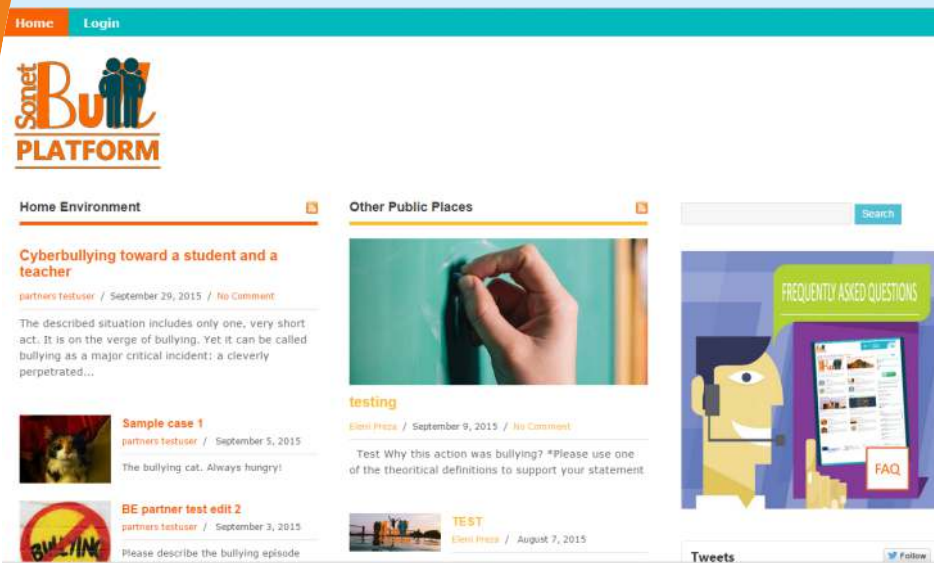 Home Login
Sonet
Bull
PLATFORM
Home Environment
Cyberbullying toward a student and a
teacher
partners testuser / September 29, 2015 / No Comment
The described situation includes only one, very short
act. It is on the verge of bullying. Yet it can be called
bullying as a major critical incident: a cleverly
perpetrated...
Sample case 1
partners testuser / September 5, 2015
The bullying cat. Always hungry!
BE partner test edit 2
partners testuser / September 3, 2015
Please describe the bullying episode
BULLYING
Other Public Places
testing
Eleni Preza / September 9, 2015 / No Comment
Test Why this action was bullying? *Please use one
of the theoritical definitions to support your statement
TEST
Eleni Preza / August 7, 2015
Search
FREQUENTLY ASKED QUESTIONS
FAQ
Tweets
Follow